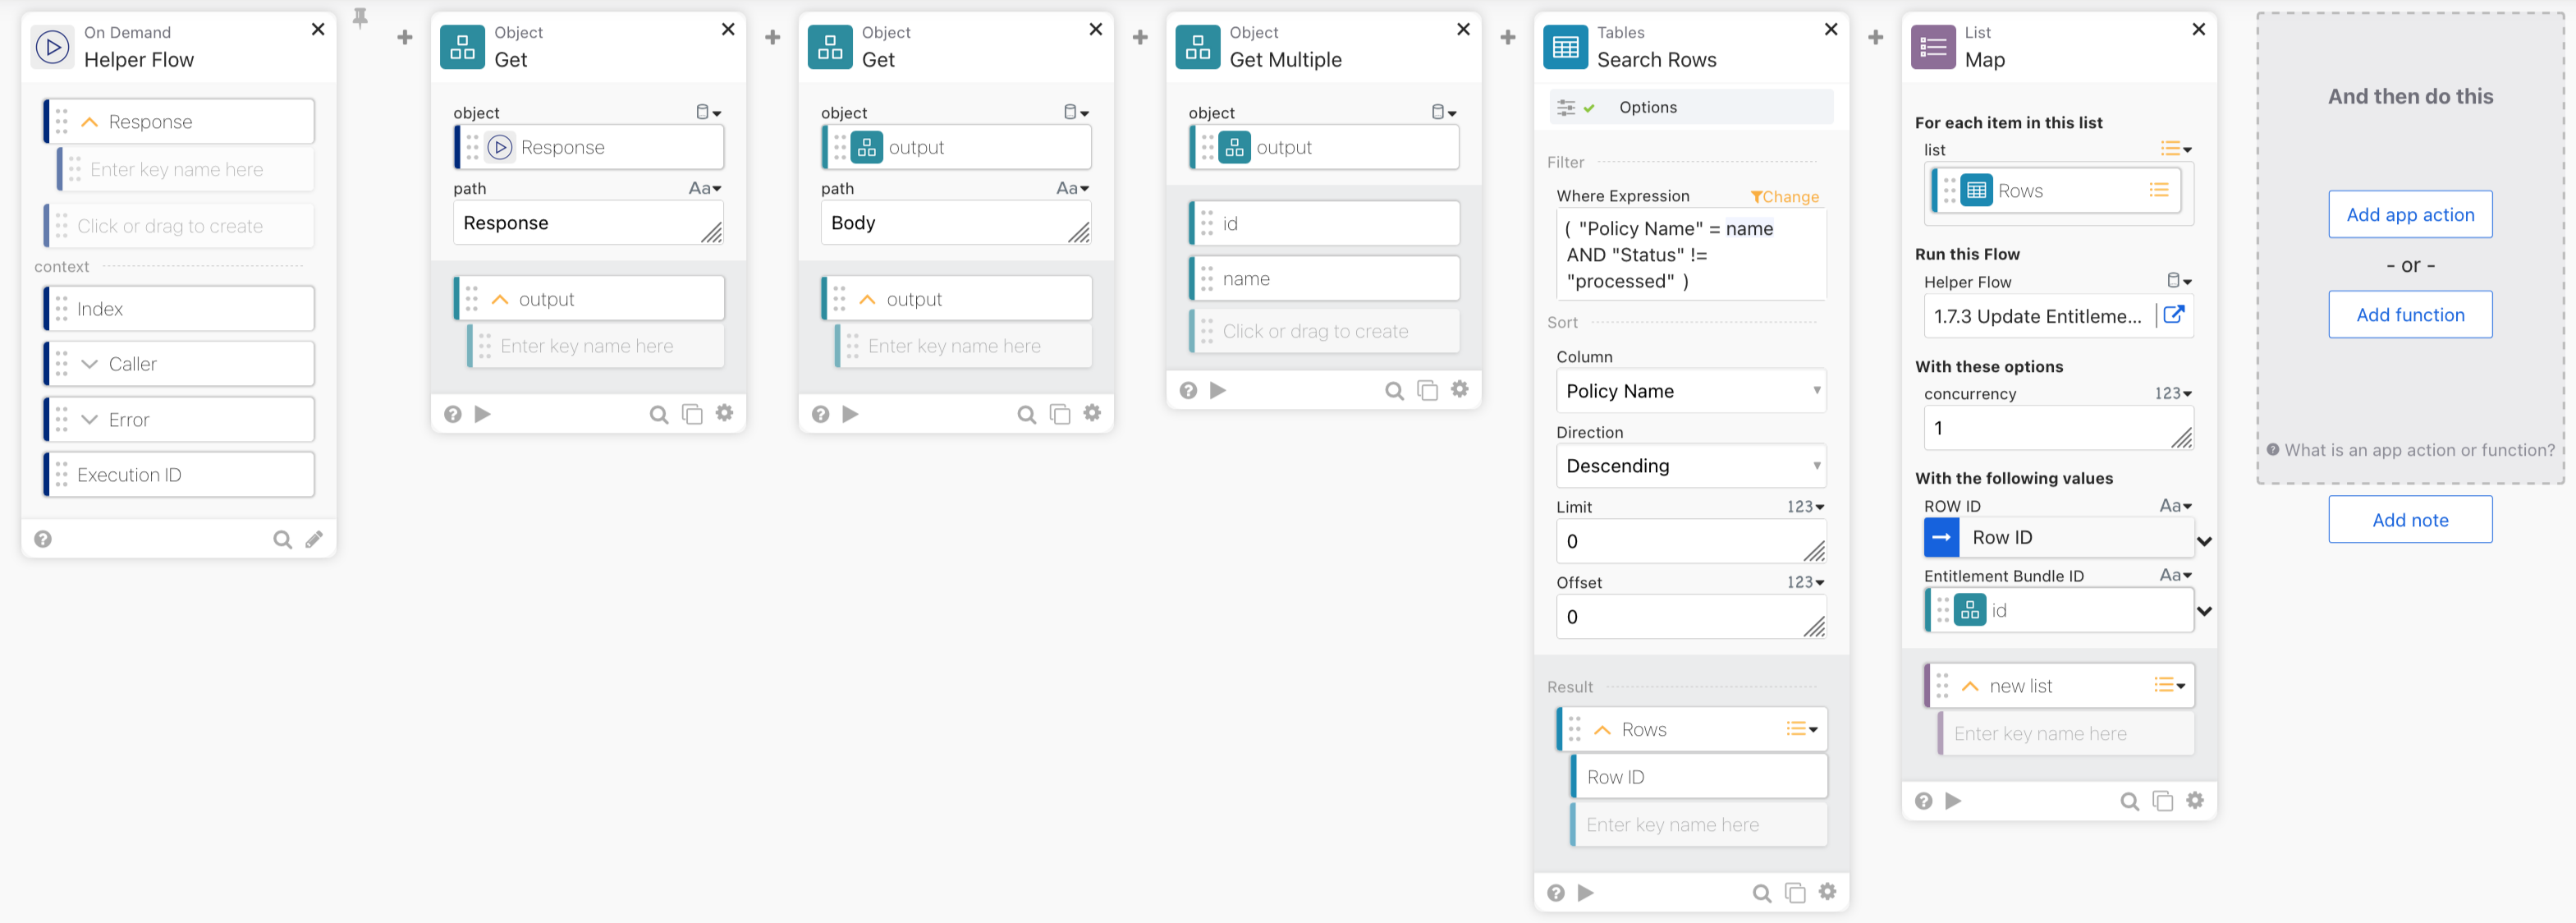 On Demand
Helper Flow
Response
Enter key name here
Click or drag to create
context
Index
Caller
Error
Execution ID
Object
Get
object
Response
path
Aa
Response
output
Enter key name here
Object
Get
object
output
path
Aa
Body
output
Enter key name here
Object
Get Multiple
object
output
id
name
Click or drag to create
Tables
Search Rows
Options
Filter
Where Expression
Change
( "Policy Name" = name
AND "Status" !=
"processed" )
Sort
Column
Policy Name
Direction
Descending
Limit
123
0
Offset
123
0
Result
Rows
Row ID
Enter key name here
List
Map
For each item in this list
list
Rows
Run this Flow
Helper Flow
1.7.3 Update Entitleme...
With these options
concurrency
123
1
With the following values
ROW ID
Aa
Row ID
Entitlement Bundle ID
Aa
id
new list
Enter key name here
And then do this
Add app action
- or -
Add function
What is an app action or function?
Add note